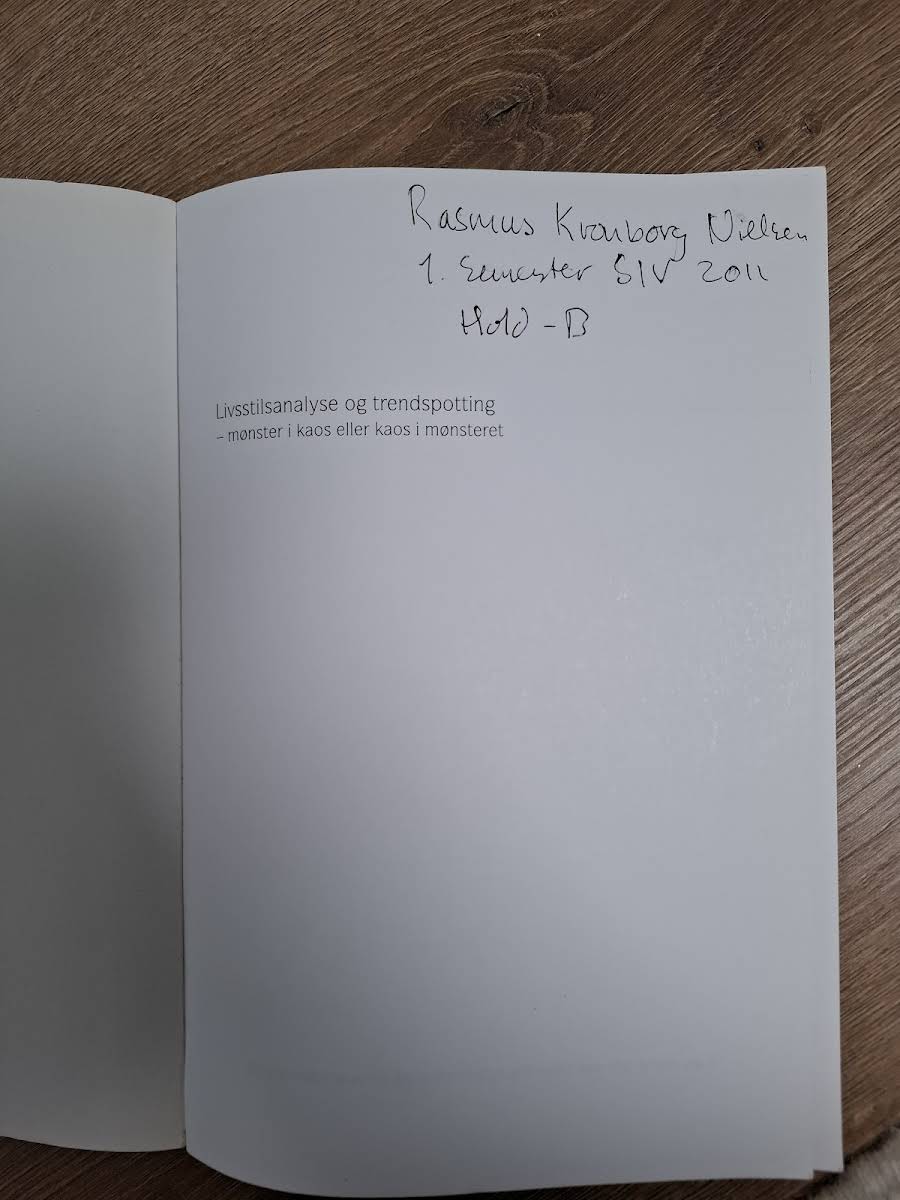 Rasmus Kronborg Nielsen
1. Semester SIV 2011
Hold - B
Livsstilsanalyse og trendspotting
– mønster i kaos eller kaos i mønsteret